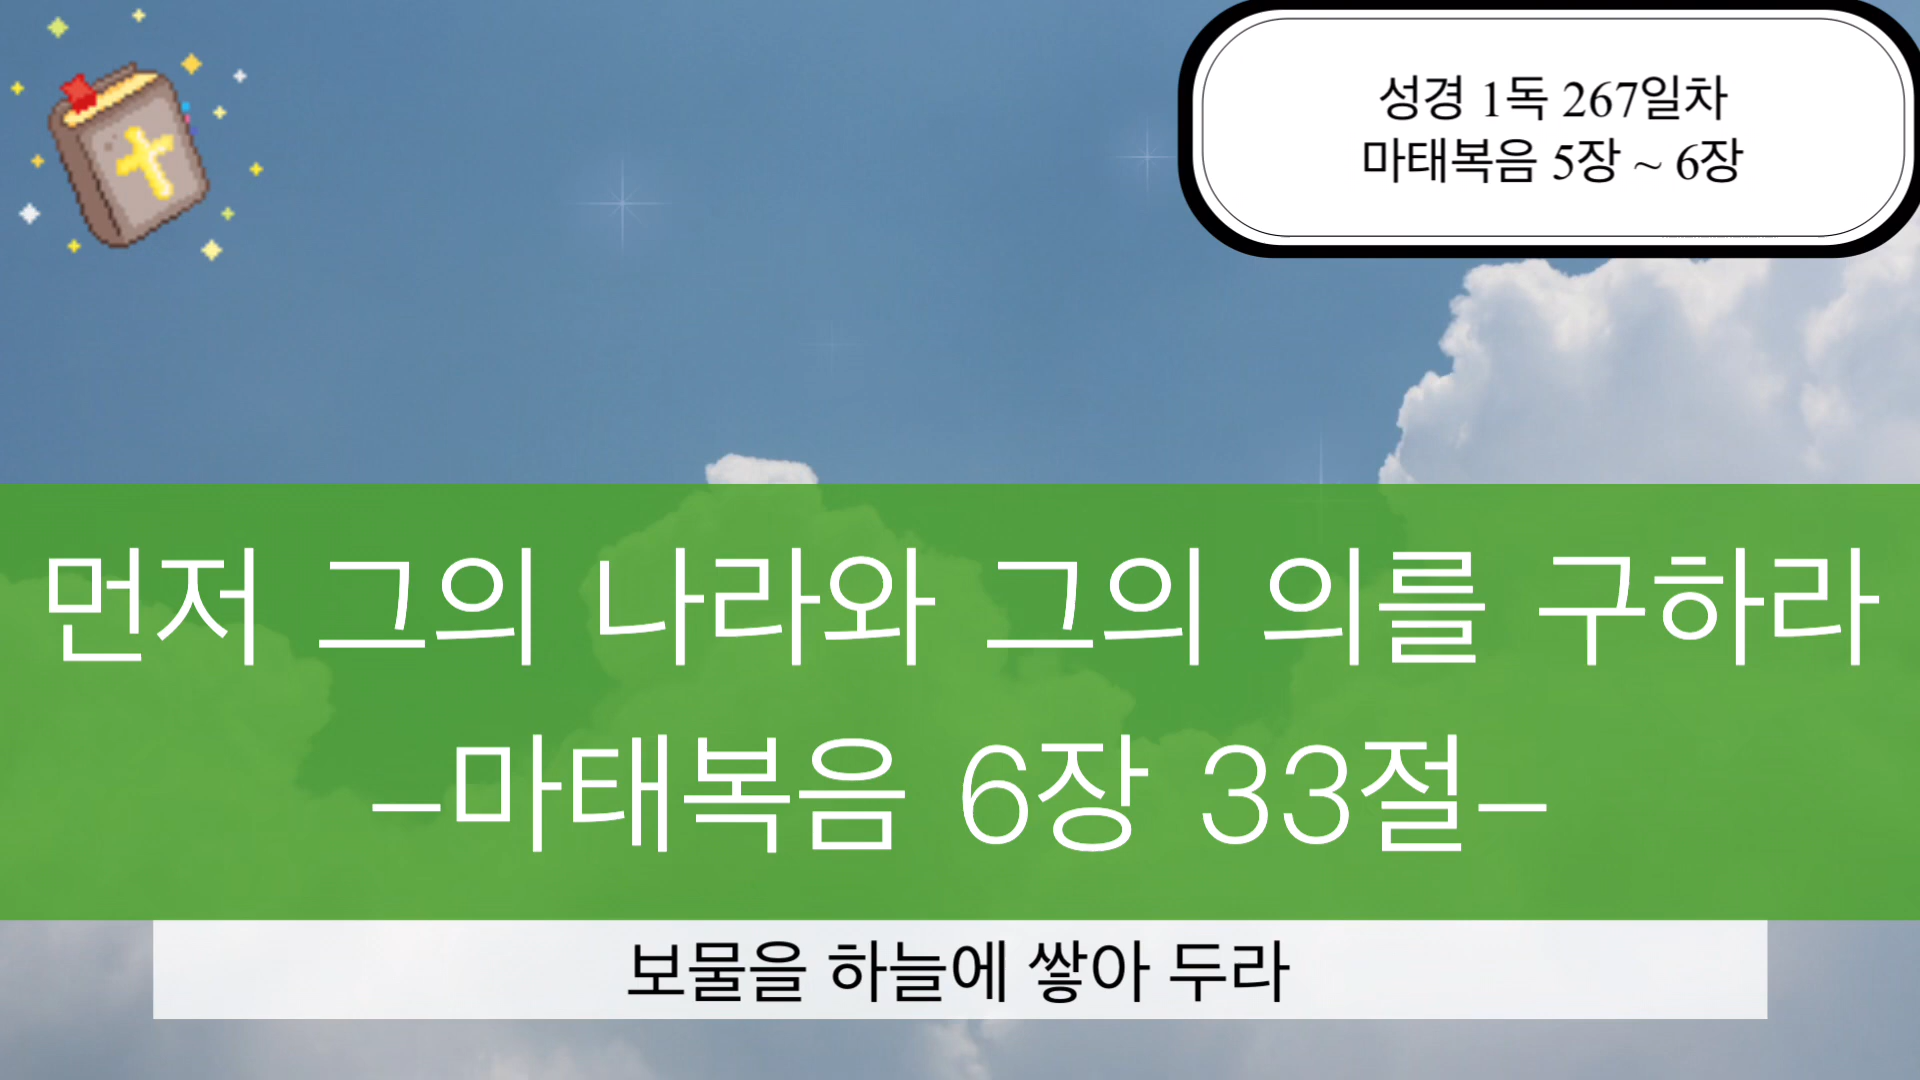 성경 1독 267일차
마태복음 5장 ~ 6장
먼저 그의 나라와 그의 의를 구하라
-마태복음 6장 33절-
보물을 하늘에 쌓아 두라